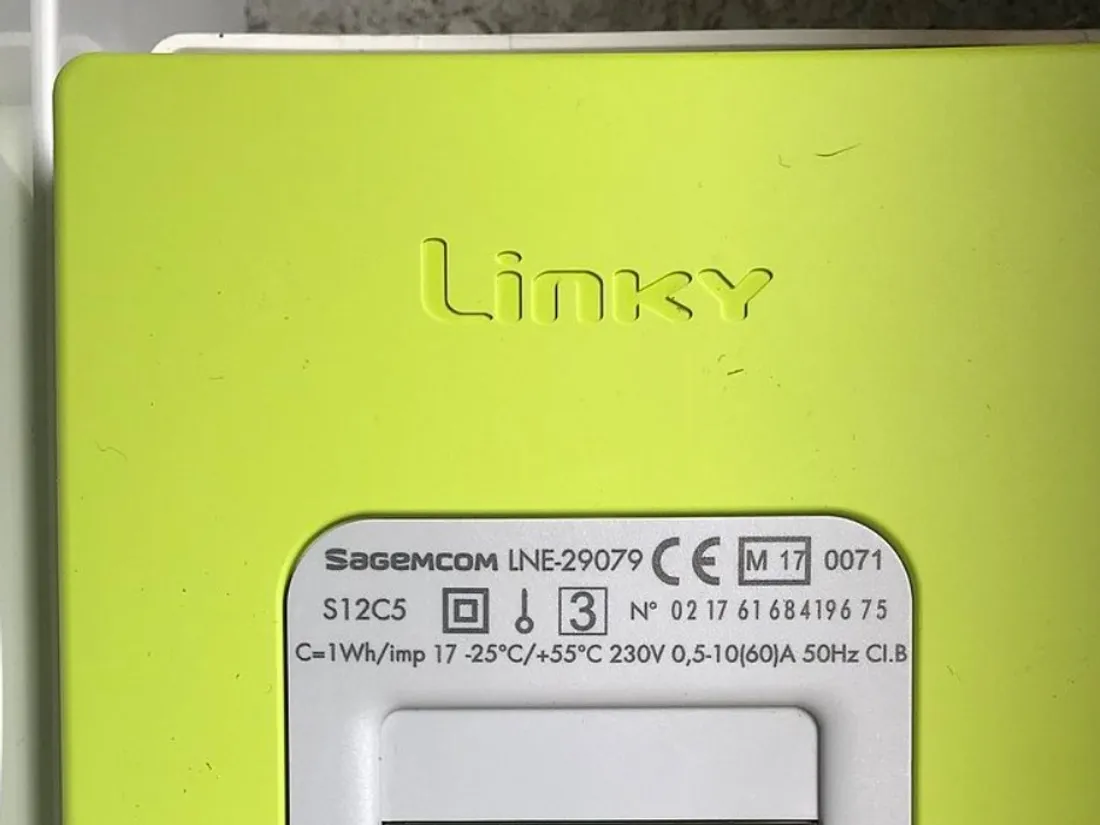 Linky
Sagemcom LNE-29079 CE M 17 0071
S12C5 3 N° 02 17 61 684196 75
C=1Wh/imp 17 -25°C/+55°C 230V 0,5-10(60)A 50Hz Cl.B